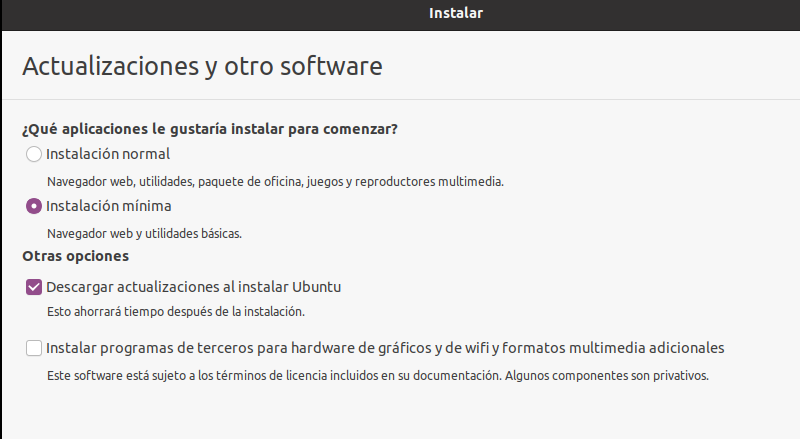 Instalar
Actualizaciones y otro software
¿Qué aplicaciones le gustaría instalar para comenzar?
Instalación normal
Navegador web, utilidades, paquete de oficina, juegos y reproductores multimedia.
Instalación mínima
Navegador web y utilidades básicas.
Otras opciones
Descargar actualizaciones al instalar Ubuntu
Esto ahorrará tiempo después de la instalación.
Instalar programas de terceros para hardware de gráficos y de wifi y formatos multimedia adicionales
Este software está sujeto a los términos de licencia incluidos en su documentación. Algunos componentes son privativos.